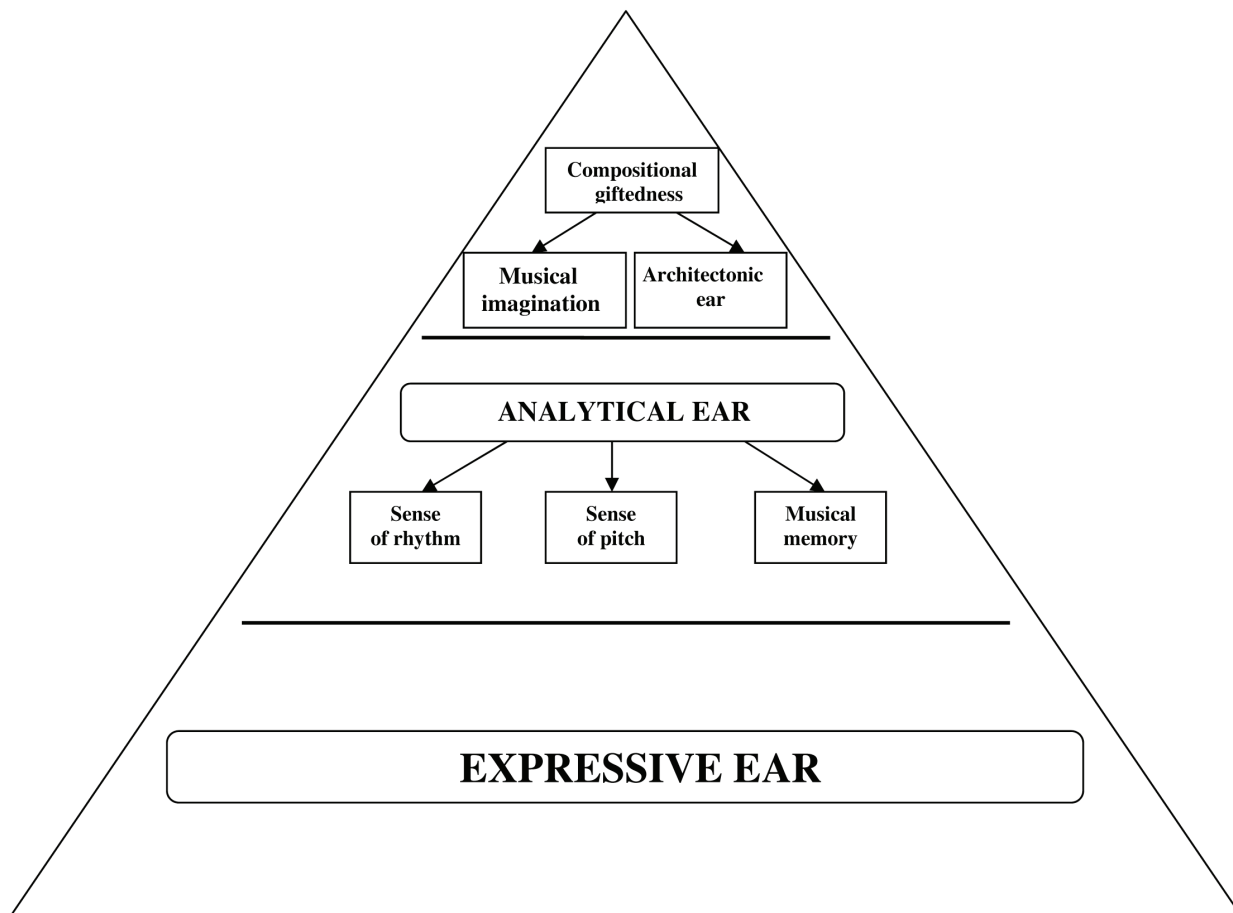 Compositional
giftedness
Musical
imagination
Architectonic
ear
ANALYTICAL EAR
Sense
of rhythm
Sense
of pitch
Musical
memory
EXPRESSIVE EAR